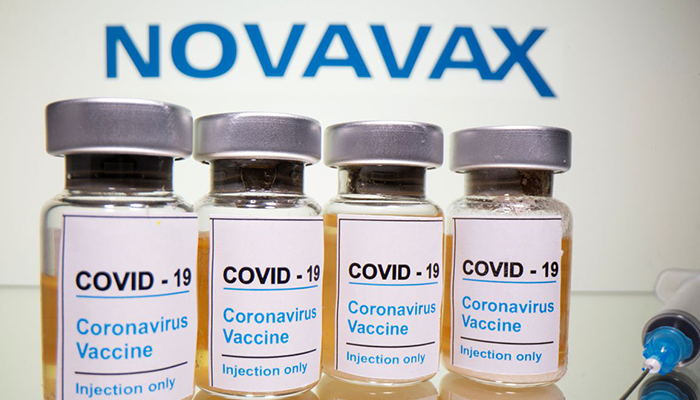 NOVAVAX
COVID - 19
Coronavirus
Vaccine
Injection only
COVID - 19
Coronavirus
Vaccine
Injection only
COVID - 19
Coronavirus
Vaccine
Injection only
COVID - 19
Coronavirus
Vaccine
Injection only